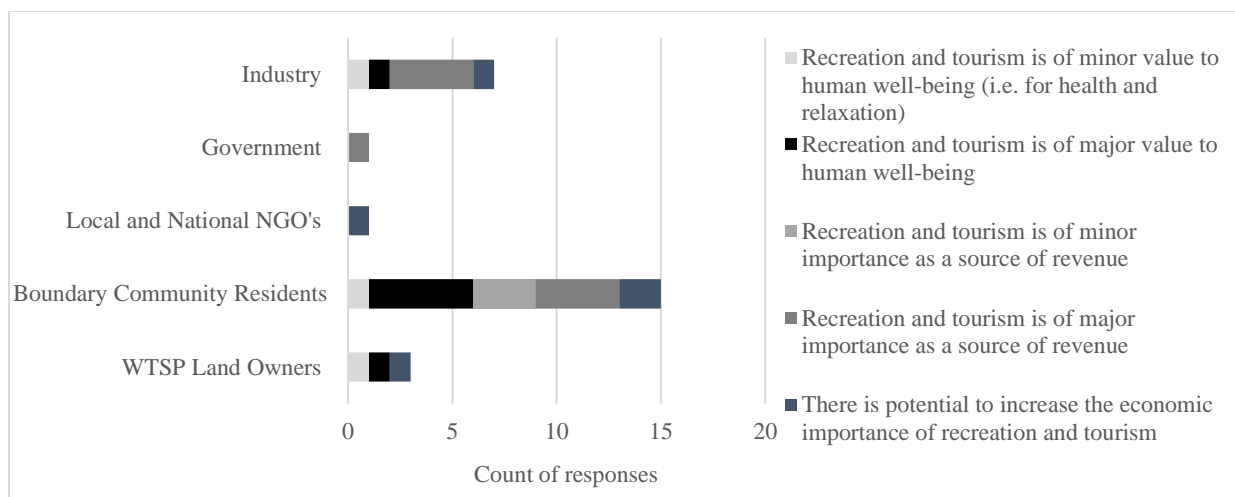 Industry
Government
Local and National NGO's
Boundary Community Residents
WTSP Land Owners
0 5 10 15 20
Count of responses
Recreation and tourism is of minor value to
human well-being (i.e. for health and
relaxation)
Recreation and tourism is of major value to
human well-being
Recreation and tourism is of minor
importance as a source of revenue
Recreation and tourism is of major
importance as a source of revenue
There is potential to increase the economic
importance of recreation and tourism